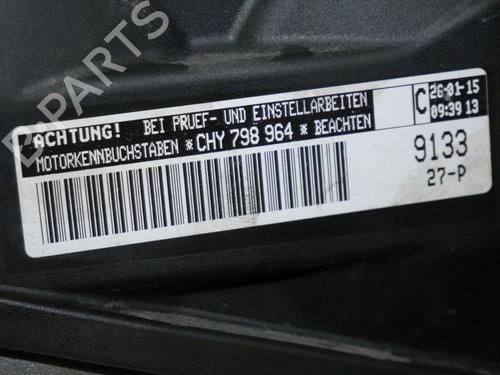 B-PARTS
ACHTUNG! BEI PRUEF- UND EINSTELLARBEITEN
MOTORKENNBUCHSTABEN *CHY 798 964* BEACHTEN
C 26-01-15
09:39 13
9133
27-P